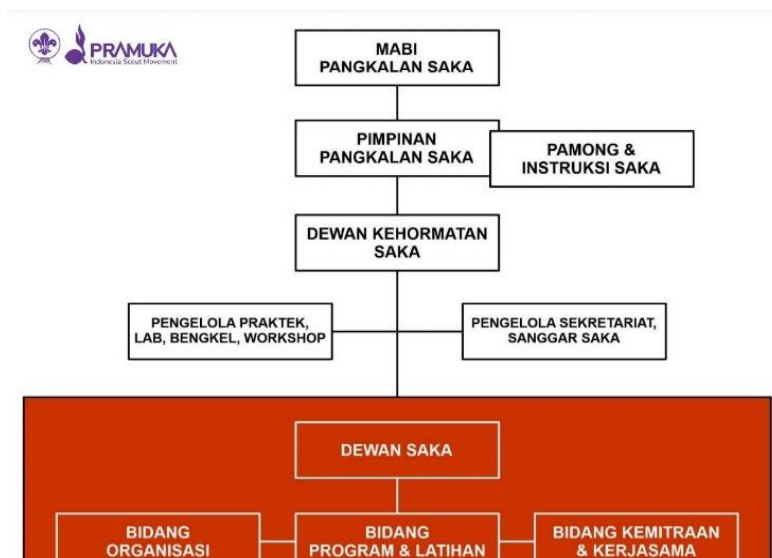 PRAMUKA
Indonesia Scout Movement
MABI
PANGKALAN SAKA
PIMPINAN
PANGKALAN SAKA
PAMONG &
INSTRUKSI SAKA
DEWAN KEHORMATAN
SAKA
PENGELOLA PRAKTEK,
LAB, BENGKEL, WORKSHOP
PENGELOLA SEKRETARIAT,
SANGGAR SAKA
DEWAN SAKA
BIDANG
ORGANISASI
BIDANG
PROGRAM & LATIHAN
BIDANG KEMITRAAN
& KERJASAMA